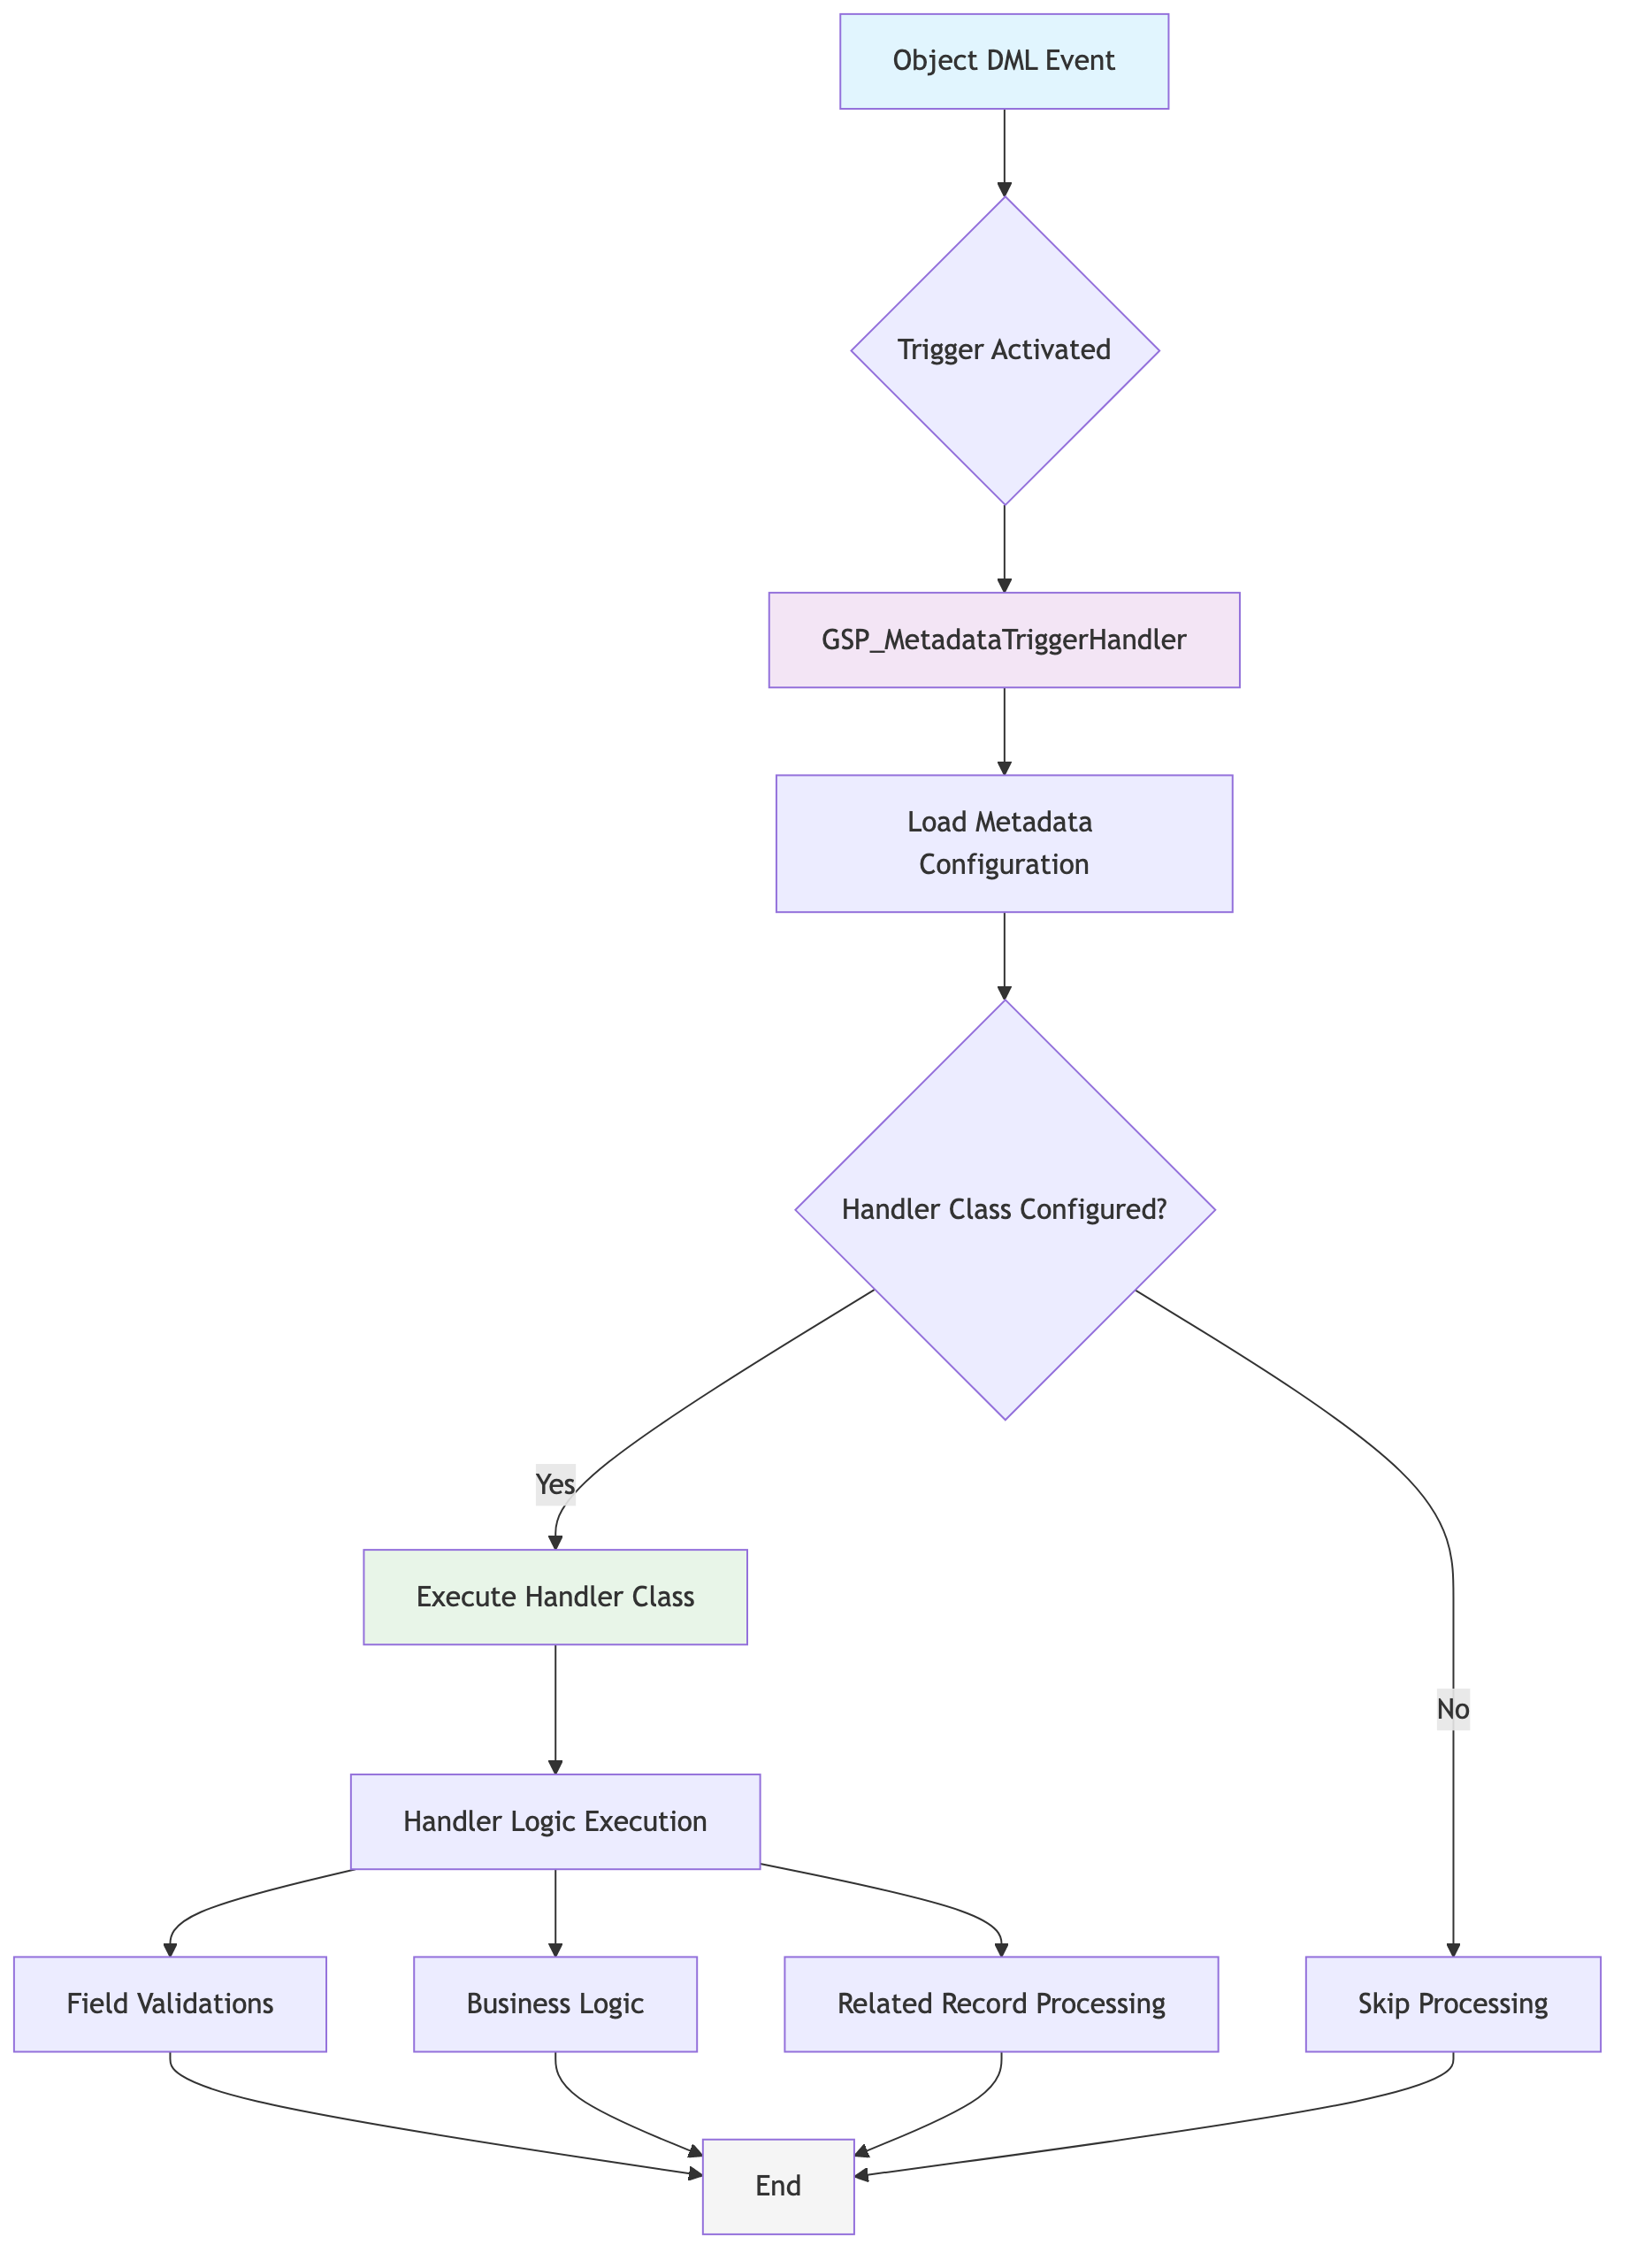 Object DML Event
Trigger Activated
GSP_MetadataTriggerHandler
Load Metadata
Configuration
Handler Class Configured?
Yes
Execute Handler Class
No
Handler Logic Execution
Field Validations
Business Logic
Related Record Processing
Skip Processing
End